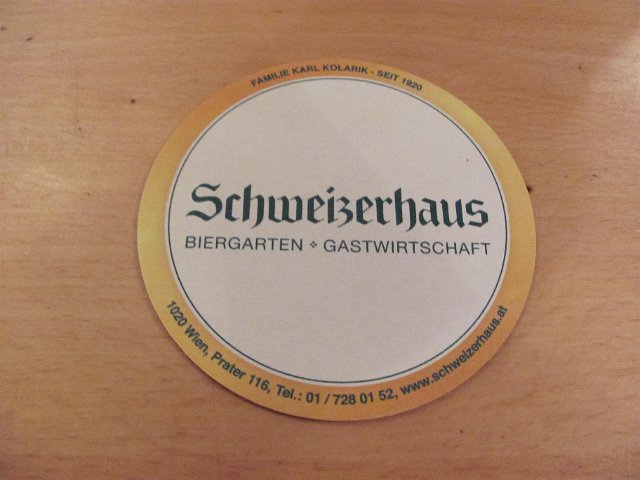 FAMILIE KARL KOLARIK · SEIT 1920
Schweizerhaus
BIERGARTEN ❖ GASTWIRTSCHAFT
1020 Wien, Prater 116, Tel.: 01 / 728 01 52, www.schweizerhaus.at